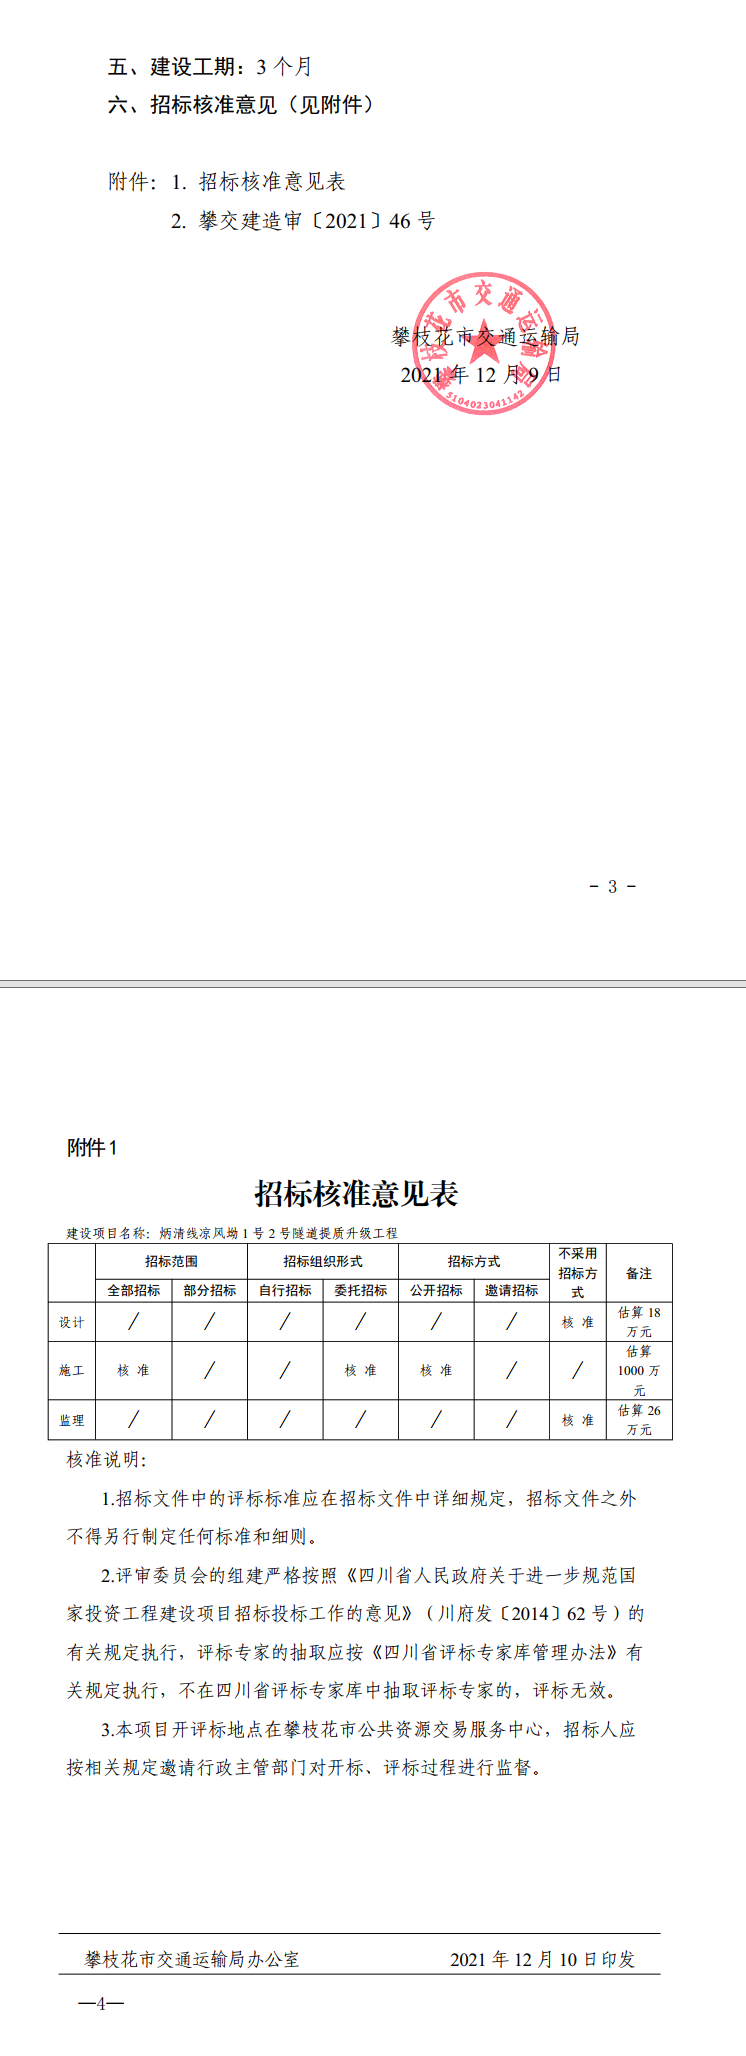 五、建设工期：3 个月
六、招标核准意见（见附件）
附件：1. 招标核准意见表
2. 攀交建造审〔2021〕46 号
攀枝花市交通运输局
攀枝花市交通运输局
2021 年 12 月 9 日
5104023041142
- 3 -
附件 1
招标核准意见表
建设项目名称：炳清线凉风坳 1 号 2 号隧道提质升级工程
招标范围 招标组织形式 招标方式 不采用招标方式 备注
全部招标 部分招标 自行招标 委托招标 公开招标 邀请招标
设计 / / / / / / 核 准 估算 18 万元
施工 核 准 / / 核 准 核 准 / / 估算 1000 万元
监理 / / / / / / 核 准 估算 26 万元
核准说明：
1.招标文件中的评标标准应在招标文件中详细规定，招标文件之外
不得另行制定任何标准和细则。
2.评审委员会的组建严格按照《四川省人民政府关于进一步规范国
家投资工程建设项目招标投标工作的意见》（川府发〔2014〕62 号）的
有关规定执行，评标专家的抽取应按《四川省评标专家库管理办法》有
关规定执行，不在四川省评标专家库中抽取评标专家的，评标无效。
3.本项目开评标地点在攀枝花市公共资源交易服务中心，招标人应
按相关规定邀请行政主管部门对开标、评标过程进行监督。
攀枝花市交通运输局办公室 2021 年 12 月 10 日印发
—4—